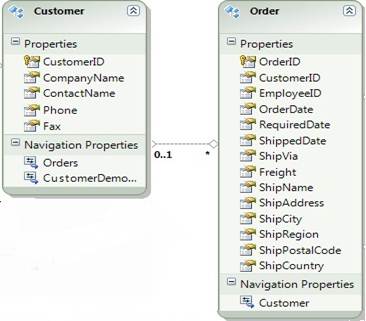 Customer
Properties
CustomerID
CompanyName
ContactName
Phone
Fax
Navigation Properties
Orders
CustomerDemo...
0..1
*
Order
Properties
OrderID
CustomerID
EmployeeID
OrderDate
RequiredDate
ShippedDate
ShipVia
Freight
ShipName
ShipAddress
ShipCity
ShipRegion
ShipPostalCode
ShipCountry
Navigation Properties
Customer